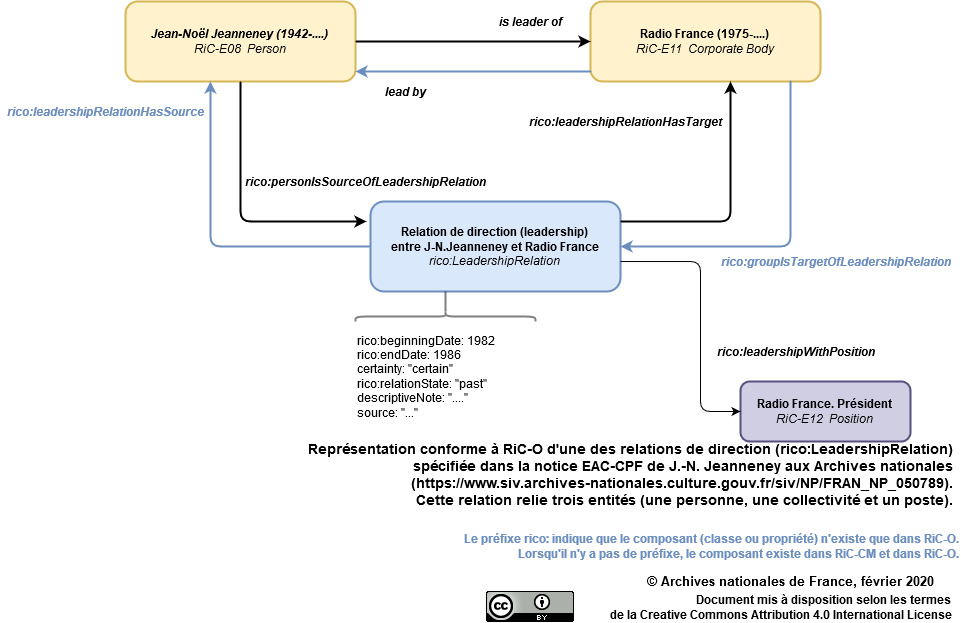 Jean-Noël Jeanneney (1942-....)
RiC-E08 Person
is leader of
Radio France (1975-....)
RiC-E11 Corporate Body
lead by
rico:leadershipRelationHasSource
rico:leadershipRelationHasTarget
rico:personIsSourceOfLeadershipRelation
Relation de direction (leadership)
entre J-N.Jeanneney et Radio France
rico:LeadershipRelation
rico:groupIsTargetOfLeadershipRelation
rico:beginningDate: 1982
rico:endDate: 1986
certainty: "certain"
rico:relationState: "past"
descriptiveNote: "...."
source: "..."
rico:leadershipWithPosition
Radio France. Président
RiC-E12 Position
Représentation conforme à RiC-O d'une des relations de direction (rico:LeadershipRelation)
spécifiée dans la notice EAC-CPF de J.-N. Jeanneney aux Archives nationales
(https://www.siv.archives-nationales.culture.gouv.fr/siv/NP/FRAN_NP_050789).
Cette relation relie trois entités (une personne, une collectivité et un poste).
Le préfixe rico: indique que le composant (classe ou propriété) n'existe que dans RiC-O.
Lorsqu'il n'y a pas de préfixe, le composant existe dans RiC-CM et dans RiC-O.
© Archives nationales de France, février 2020
Document mis à disposition selon les termes
de la Creative Commons Attribution 4.0 International License
cc
BY